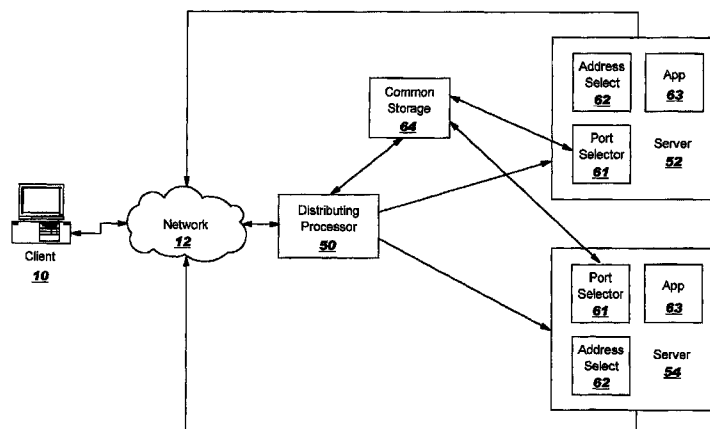 Address
Select
62
App
63
Port
Selector
61
Server
52
Common
Storage
64
Client
10
Network
12
Distributing
Processor
50
Port
Selector
61
App
63
Address
Select
62
Server
54